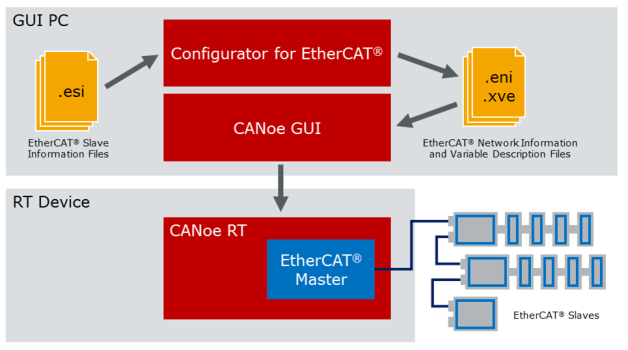 GUI PC
Configurator for EtherCAT®
.esi
.eni
.xve
CANoe GUI
EtherCAT® Slave
Information Files
EtherCAT® Network Information
and Variable Description Files
RT Device
CANoe RT
EtherCAT®
Master
EtherCAT® Slaves